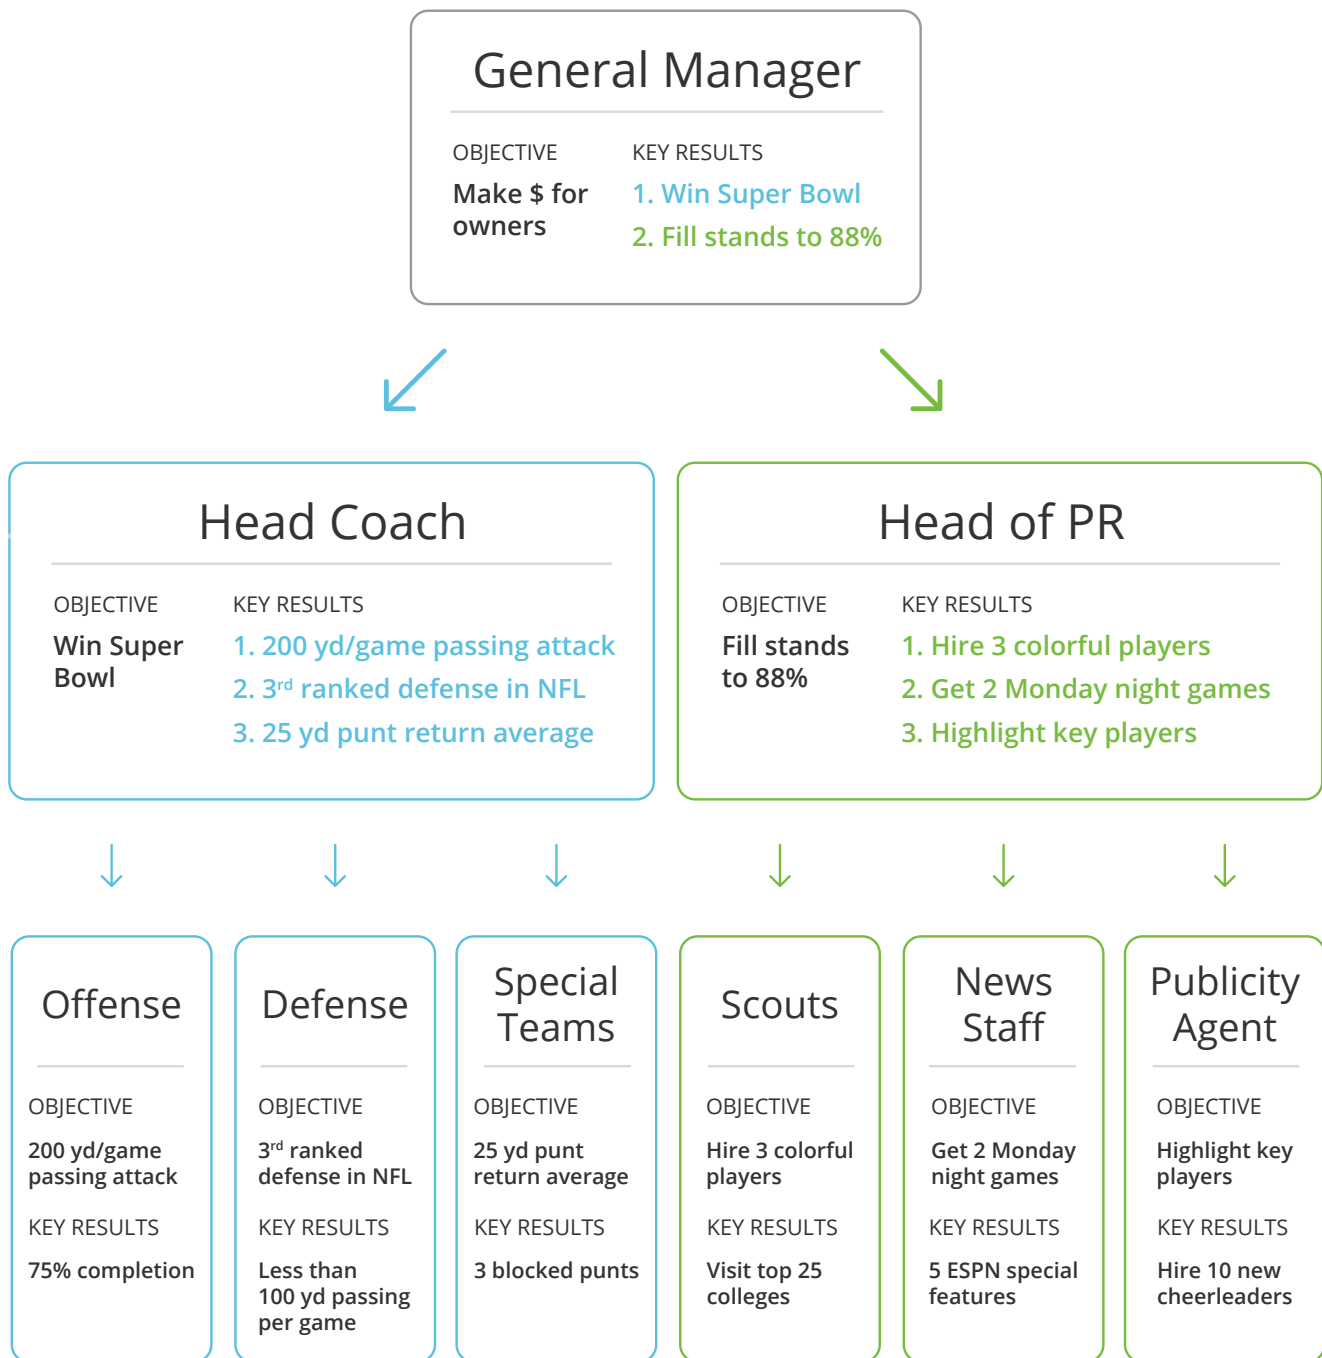 General Manager
OBJECTIVE
Make $ for
owners
KEY RESULTS
1. Win Super Bowl
2. Fill stands to 88%
Head Coach
OBJECTIVE
Win Super
Bowl
KEY RESULTS
1. 200 yd/game passing attack
2. 3rd ranked defense in NFL
3. 25 yd punt return average
Head of PR
OBJECTIVE
Fill stands
to 88%
KEY RESULTS
1. Hire 3 colorful players
2. Get 2 Monday night games
3. Highlight key players
Offense
OBJECTIVE
200 yd/game
passing attack
KEY RESULTS
75% completion
Defense
OBJECTIVE
3rd ranked
defense in NFL
KEY RESULTS
Less than
100 yd passing
per game
Special
Teams
OBJECTIVE
25 yd punt
return average
KEY RESULTS
3 blocked punts
Scouts
OBJECTIVE
Hire 3 colorful
players
KEY RESULTS
Visit top 25
colleges
News
Staff
OBJECTIVE
Get 2 Monday
night games
KEY RESULTS
5 ESPN special
features
Publicity
Agent
OBJECTIVE
Highlight key
players
KEY RESULTS
Hire 10 new
cheerleaders